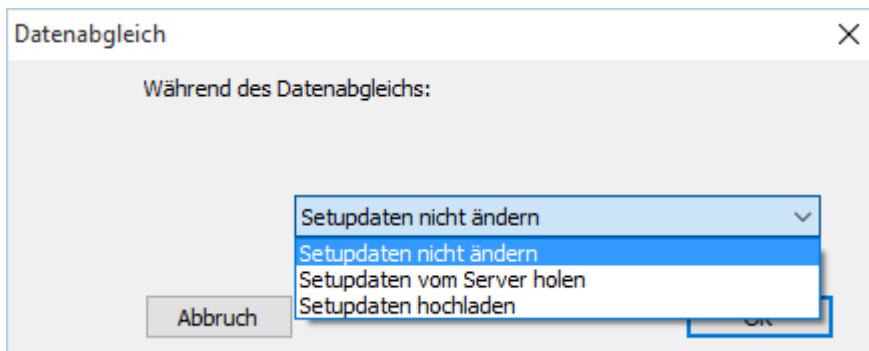 Datenabgleich
Während des Datenabgleichs:
Setupdaten nicht ändern
Setupdaten nicht ändern
Setupdaten vom Server holen
Setupdaten hochladen
Abbruch